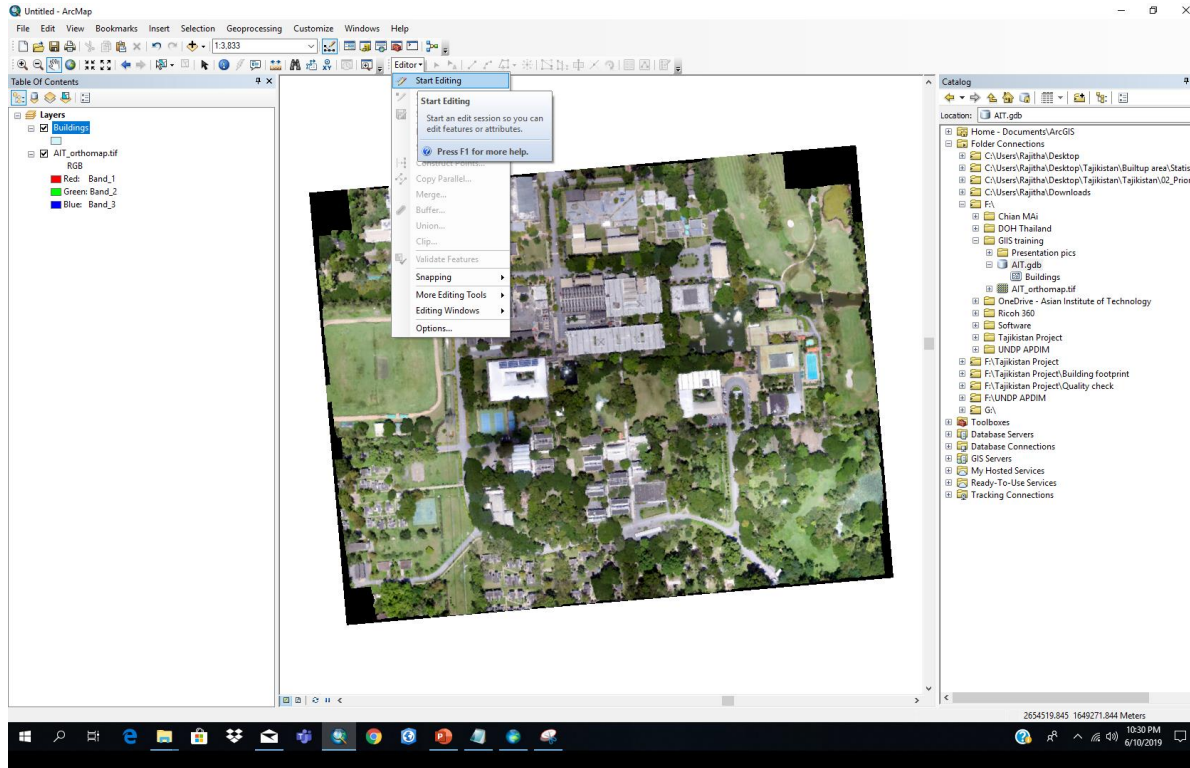 Untitled - ArcMap
File Edit View Bookmarks Insert Selection Geoprocessing Customize Windows Help
1:3,833
Editor
Table Of Contents
Layers
Buildings
AIT_orthomap.tif
RGB
Red: Band_1
Green: Band_2
Blue: Band_3
Start Editing
Start Editing
Start an edit session so you can
edit features or attributes.
Press F1 for more help.
Construct Points...
Copy Parallel...
Merge...
Buffer...
Union...
Clip...
Validate Features
Snapping
More Editing Tools
Editing Windows
Options...
Catalog
Location: AIT.gdb
Home - Documents\ArcGIS
Folder Connections
C:\Users\Rajitha\Desktop
C:\Users\Rajitha\Desktop\Tajikistan\Builtup area\Statis
C:\Users\Rajitha\Desktop\Tajikistan\Tajikistan\02_Prior
C:\Users\Rajitha\Downloads
F:\
Chian MAi
DOH Thailand
GIIS training
Presentation pics
AIT.gdb
Buildings
AIT_orthomap.tif
OneDrive - Asian Institute of Technology
Ricoh 360
Software
Tajikistan Project
UNDP APDIM
F:\Tajikistan Project
F:\Tajikistan Project\Building footprint
F:\Tajikistan Project\Quality check
F:\UNDP APDIM
G:\
Toolboxes
Database Servers
Database Connections
GIS Servers
My Hosted Services
Ready-To-Use Services
Tracking Connections
2654519.845 1649271.844 Meters
10:30 PM
6/10/2019